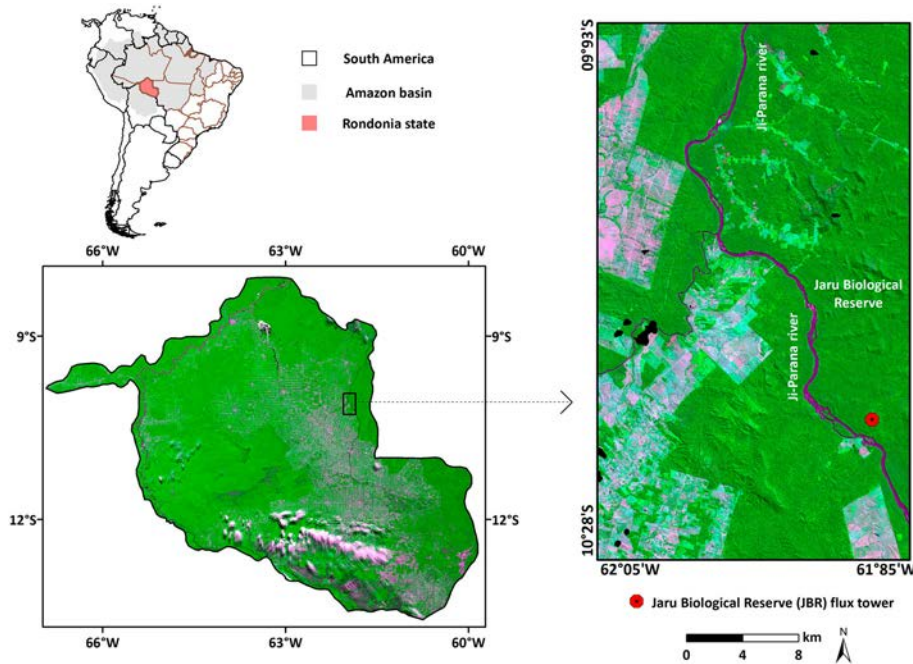 South America
Amazon basin
Rondonia state
66°W
63°W
60°W
9°S
9°S
12°S
12°S
66°W
63°W
60°W
09°93'S
Ji-Parana river
Jaru Biological
Reserve
Ji-Parana river
10°28'S
62°05'W
61°85'W
Jaru Biological Reserve (JBR) flux tower
km
N
0
4
8